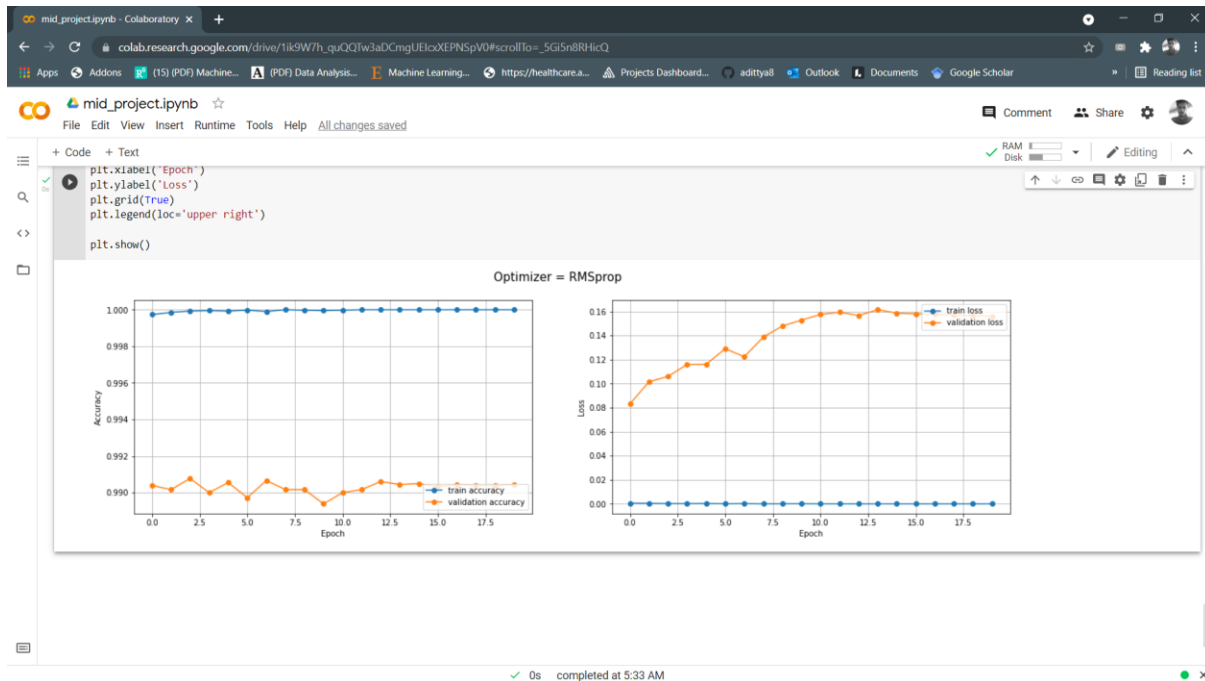 mid_project.ipynb - Colaboratory
colab.research.google.com/drive/1ik9W7h_quQQTw3aDCmgUEIcxXEPNSpV0#scrollTo=_5Gi5n8RHicQ
Apps Addons (15) (PDF) Machine... (PDF) Data Analysis... Machine Learning... https://healthcare.a... Projects Dashboard... adittya8 Outlook Documents Google Scholar » Reading list
mid_project.ipynb
Comment Share
File Edit View Insert Runtime Tools Help All changes saved
+ Code + Text
RAM
Disk
Editing
plt.xlabel('Epoch')
plt.ylabel('Loss')
plt.grid(True)
plt.legend(loc='upper right')
plt.show()
0s
Optimizer = RMSprop
Accuracy
1.000
0.998
0.996
0.994
0.992
0.990
train accuracy
validation accuracy
0.0 2.5 5.0 7.5 10.0 12.5 15.0 17.5
Epoch
Loss
0.16
0.14
0.12
0.10
0.08
0.06
0.04
0.02
0.00
train loss
validation loss
0.0 2.5 5.0 7.5 10.0 12.5 15.0 17.5
Epoch
0s completed at 5:33 AM